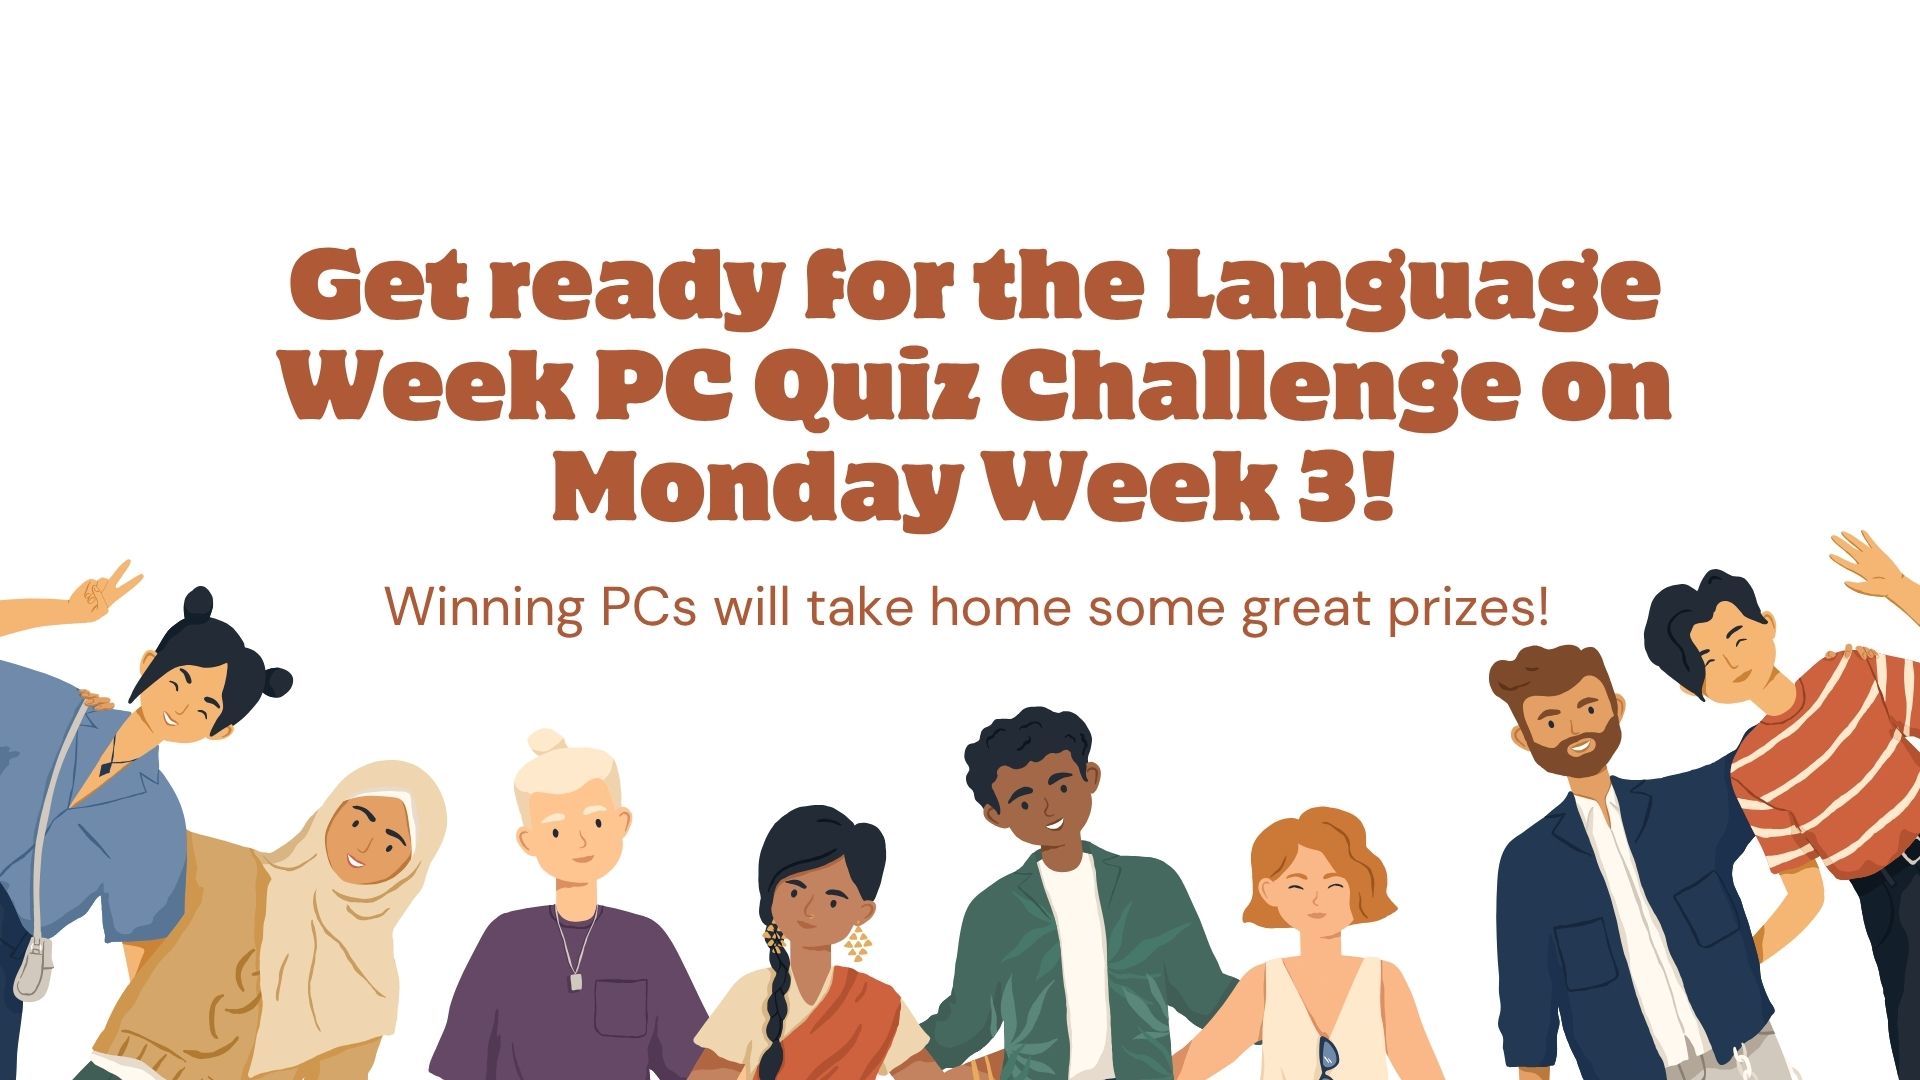 Get ready for the Language
Week PC Quiz Challenge on
Monday Week 3!
Winning PCs will take home some great prizes!